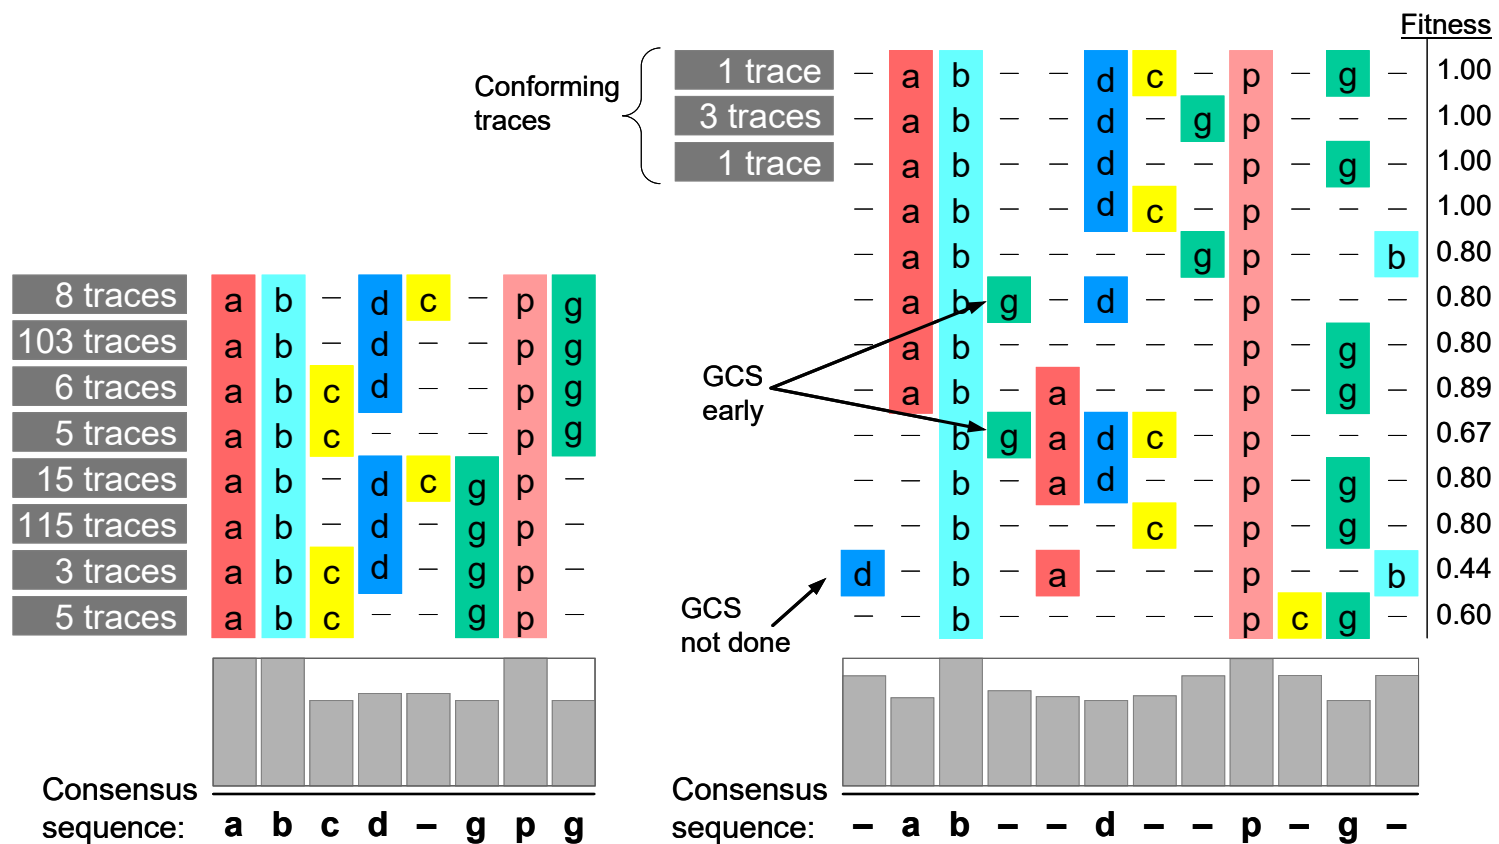 8 traces a b – d c – p g
103 traces a b – d – – p g
6 traces a b c d – – p g
5 traces a b c – – – p g
15 traces a b – d c g p –
115 traces a b – d – g p –
3 traces a b c d – g p –
5 traces a b c – – g p –
Consensus
sequence: a b c d – g p g
Fitness
Conforming
traces
1 trace – a b – – d c – p – g – 1.00
3 traces – a b – – d – g p – – – 1.00
1 trace – a b – – d – – p – g – 1.00
– a b – – d c – p – – – 1.00
– a b – – – – g p – – b 0.80
– a b g – d – – p – – – 0.80
– a b – – – – – p – g – 0.80
– a b – a – – – p – g – 0.89
– – b g a d c – p – – – 0.67
– – b – a d – – p – g – 0.80
– – b – – – c – p – g – 0.80
d – b – a – – – p – – b 0.44
– – b – – – – – p c g – 0.60
GCS
early
GCS
not done
Consensus
sequence: – a b – – d – – p – g –